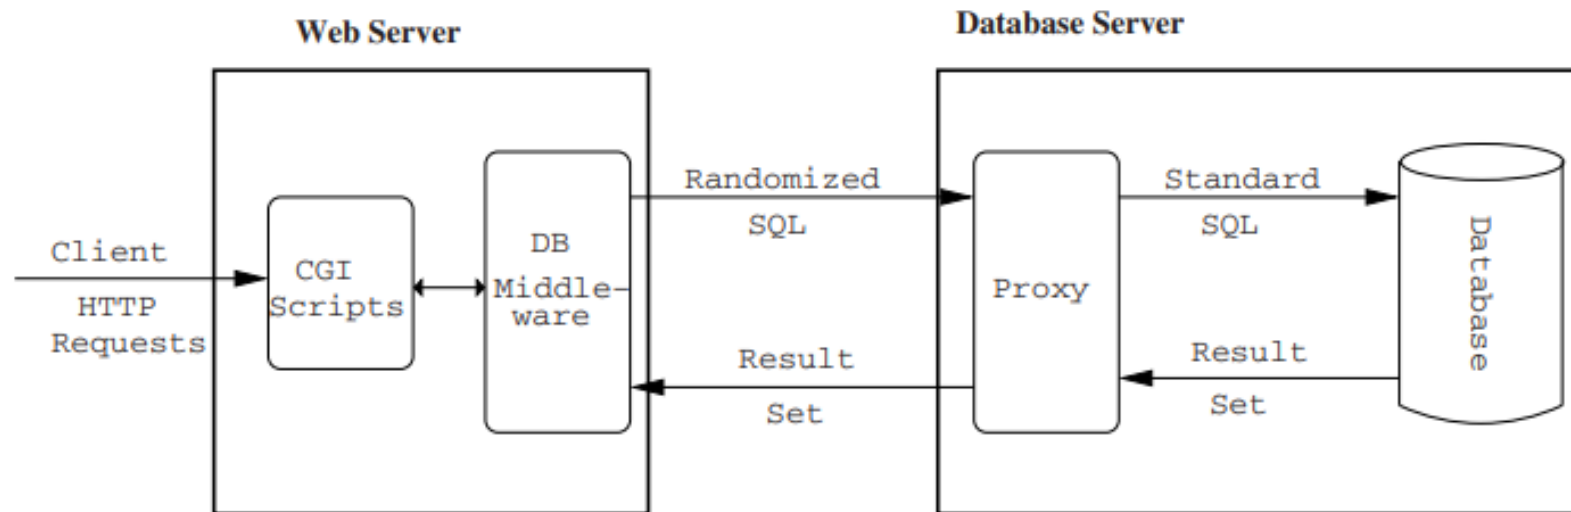 Web Server
Database Server
Client
HTTP
Requests
CGI
Scripts
DB
Middle-
ware
Randomized
SQL
Result
Set
Proxy
Standard
SQL
Result
Set
Database